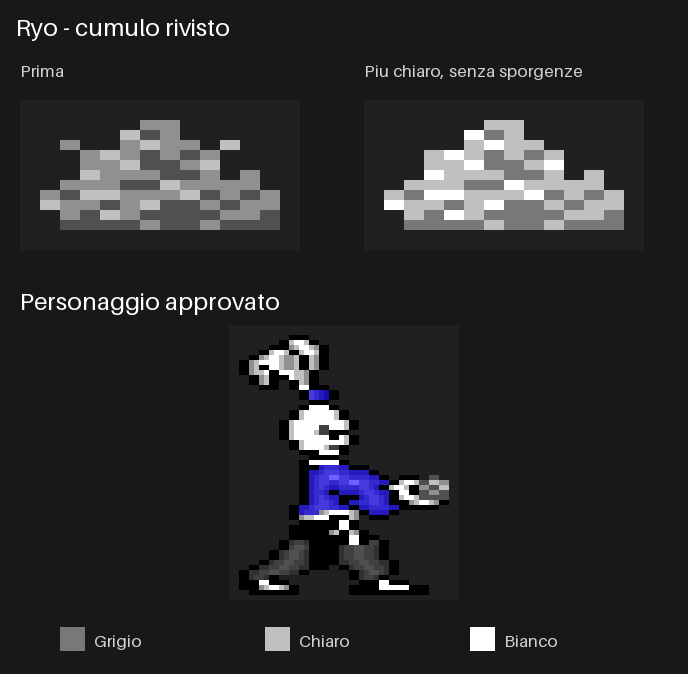 Ryo - cumulo rivisto
Prima
Piu chiaro, senza sporgenze
Personaggio approvato
Grigio
Chiaro
Bianco